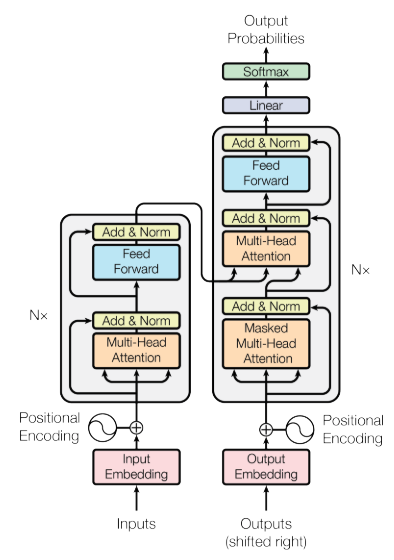 Output
Probabilities
Softmax
Linear
Add & Norm
Feed
Forward
Add & Norm
Multi-Head
Attention
Nx
Add & Norm
Masked
Multi-Head
Attention
Add & Norm
Feed
Forward
Nx
Add & Norm
Multi-Head
Attention
Positional
Encoding
Positional
Encoding
Input
Embedding
Output
Embedding
Inputs
Outputs
(shifted right)